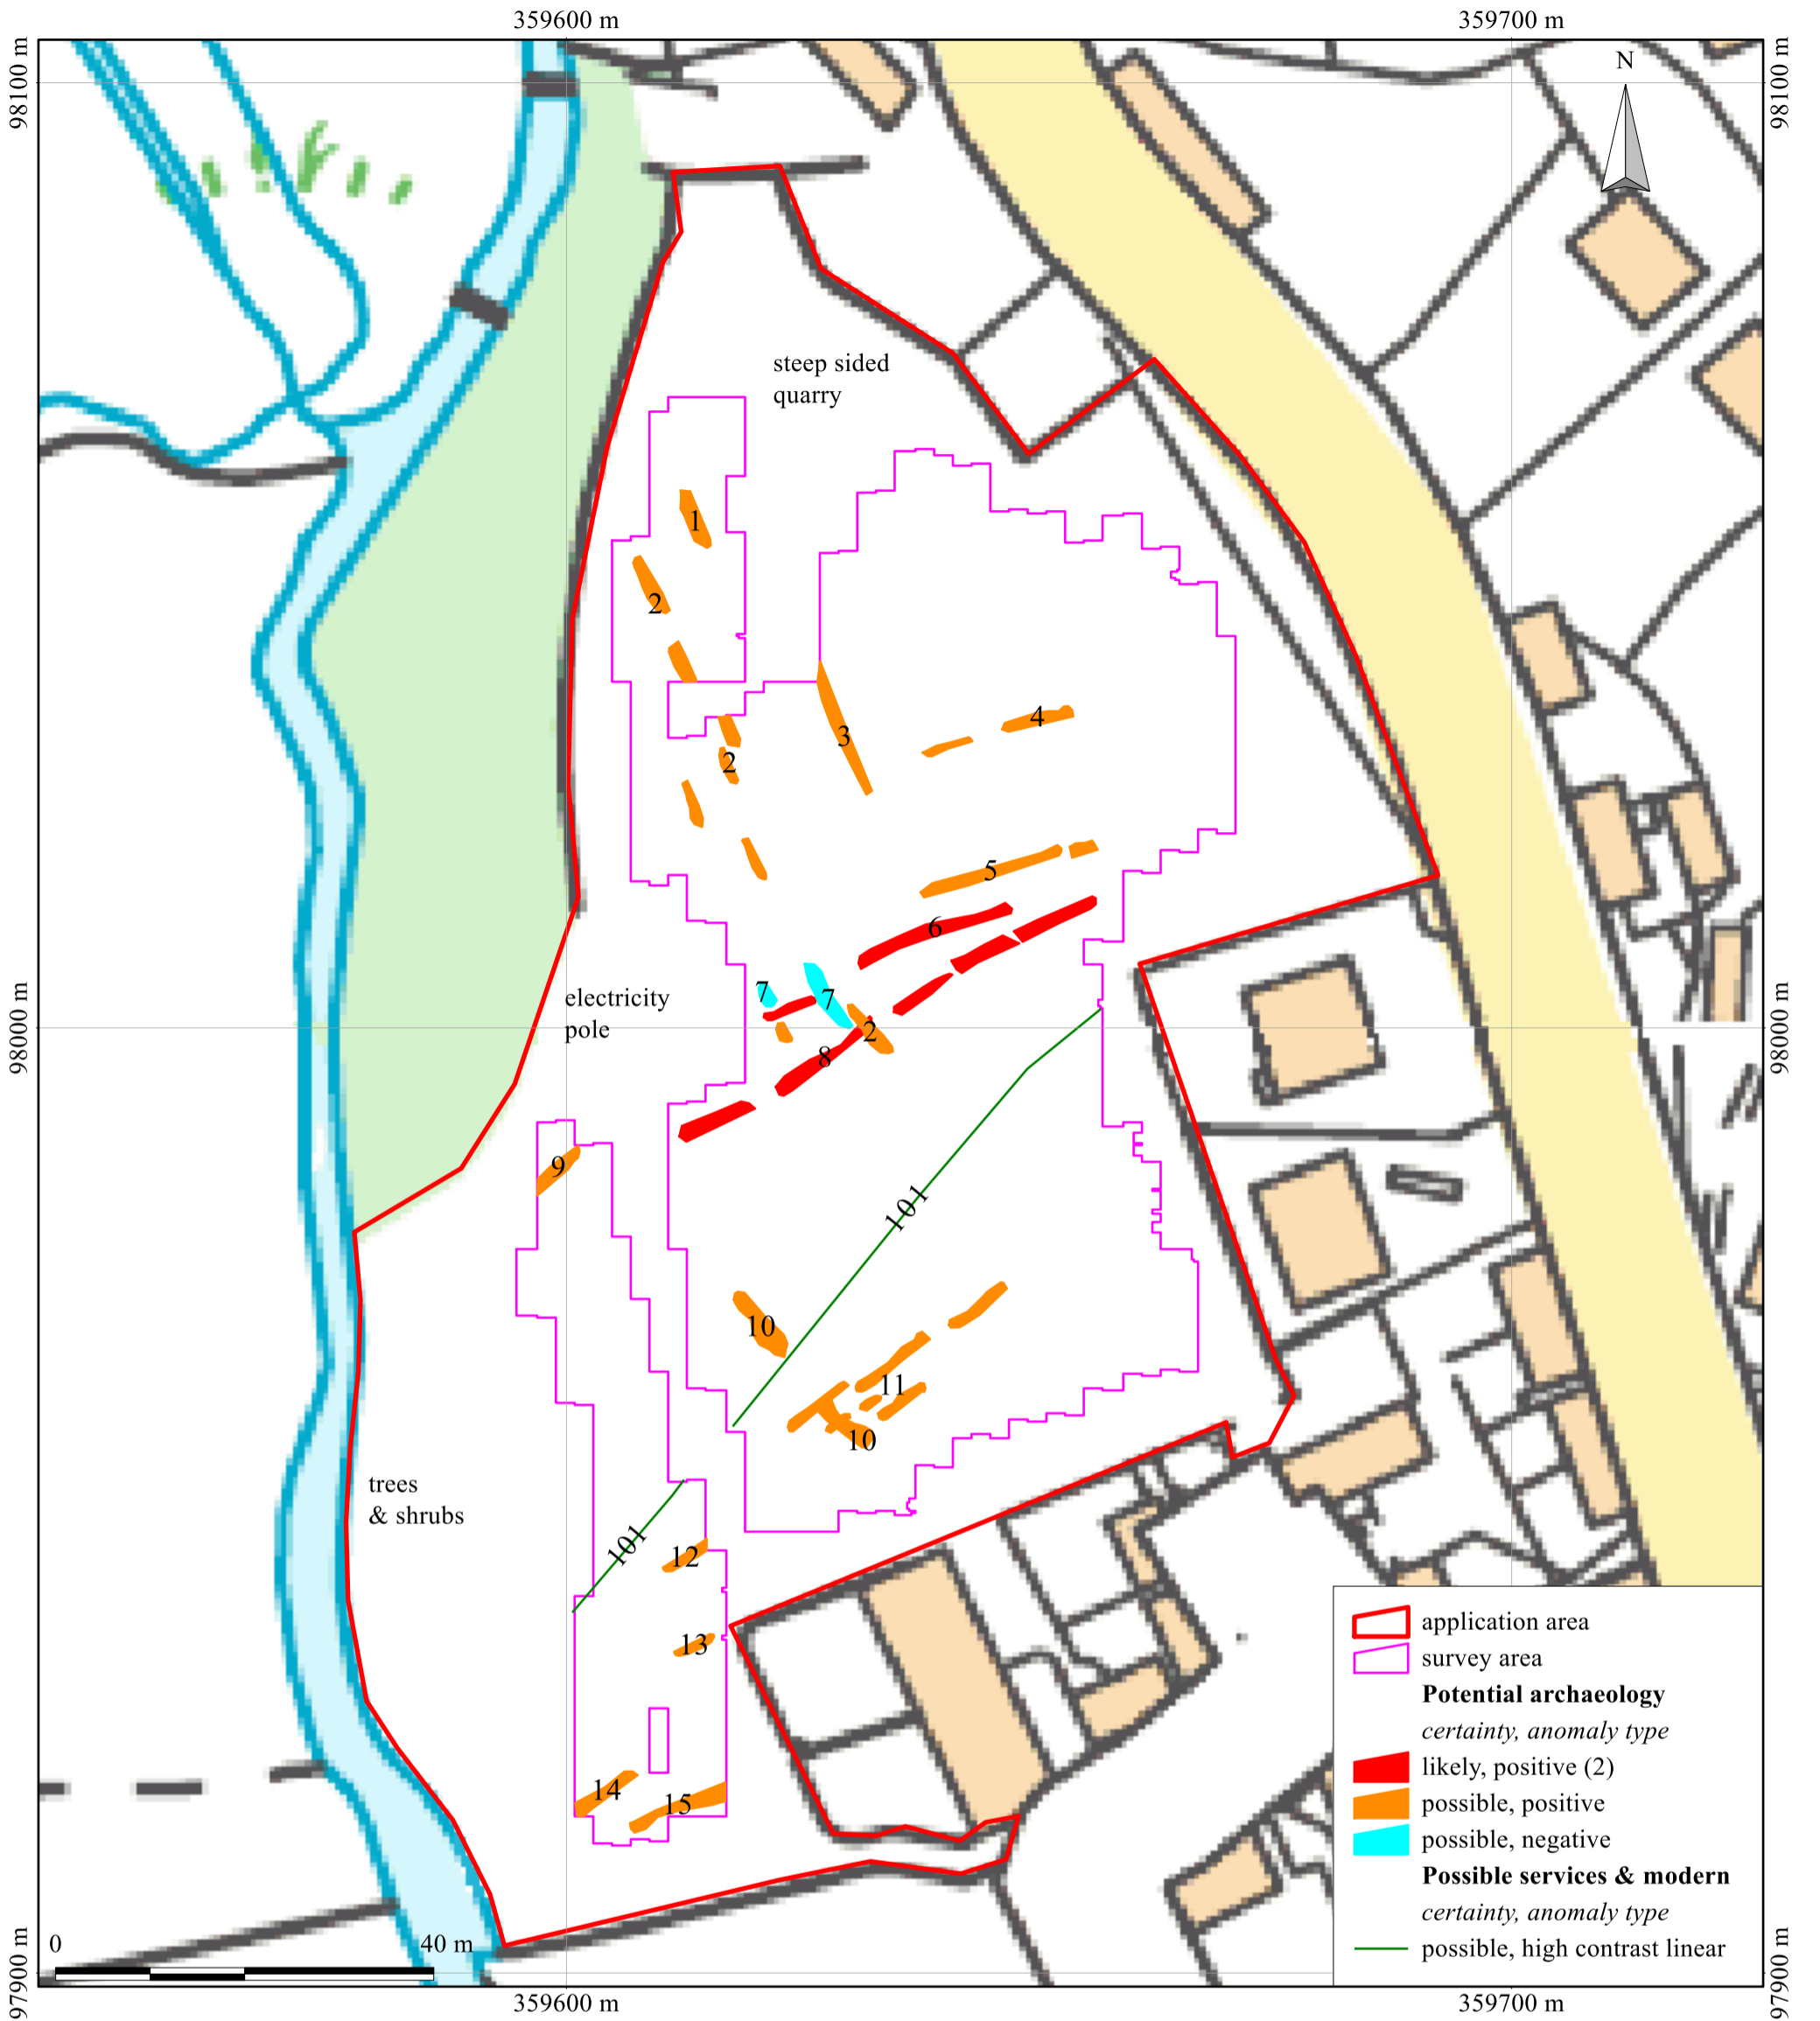 359600 m
359700 m
98100 m
98100 m
N
steep sided
quarry
1
2
3
4
2
5
6
98000 m
98000 m
electricity
pole
7
7
2
8
9
101
10
11
10
trees
& shrubs
101
12
13
14
15
application area
survey area
Potential archaeology
certainty, anomaly type
likely, positive (2)
possible, positive
possible, negative
Possible services & modern
certainty, anomaly type
possible, high contrast linear
0
40 m
97900 m
97900 m
359600 m
359700 m